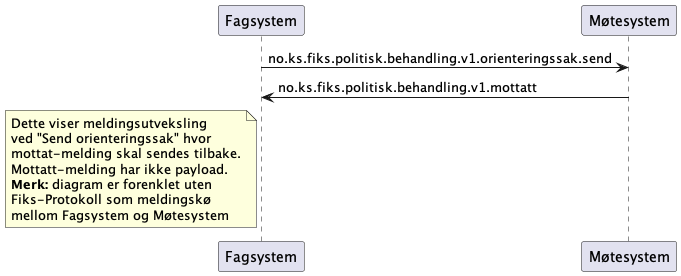 Fagsystem
Møtesystem
no.ks.fiks.politisk.behandling.v1.orienteringssak.send
no.ks.fiks.politisk.behandling.v1.mottatt
Dette viser meldingsutveksling
ved "Send orienteringssak" hvor
mottat-melding skal sendes tilbake.
Mottatt-melding har ikke payload.
Merk: diagram er forenklet uten
Fiks-Protokoll som meldingskø
mellom Fagsystem og Møtesystem
Fagsystem
Møtesystem